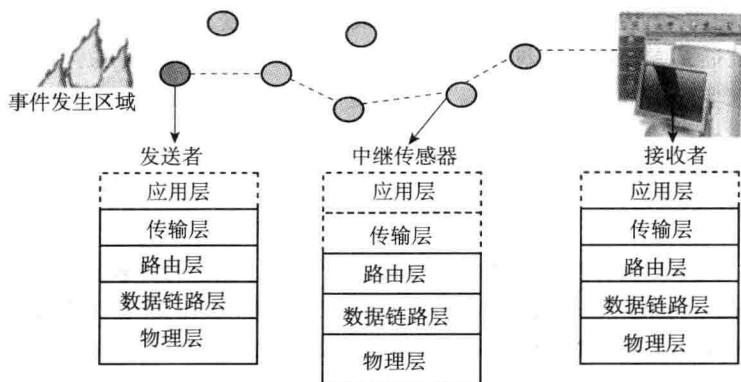 事件发生区域
发送者
应用层
传输层
路由层
数据链路层
物理层
中继传感器
应用层
传输层
路由层
数据链路层
物理层
接收者
应用层
传输层
路由层
数据链路层
物理层